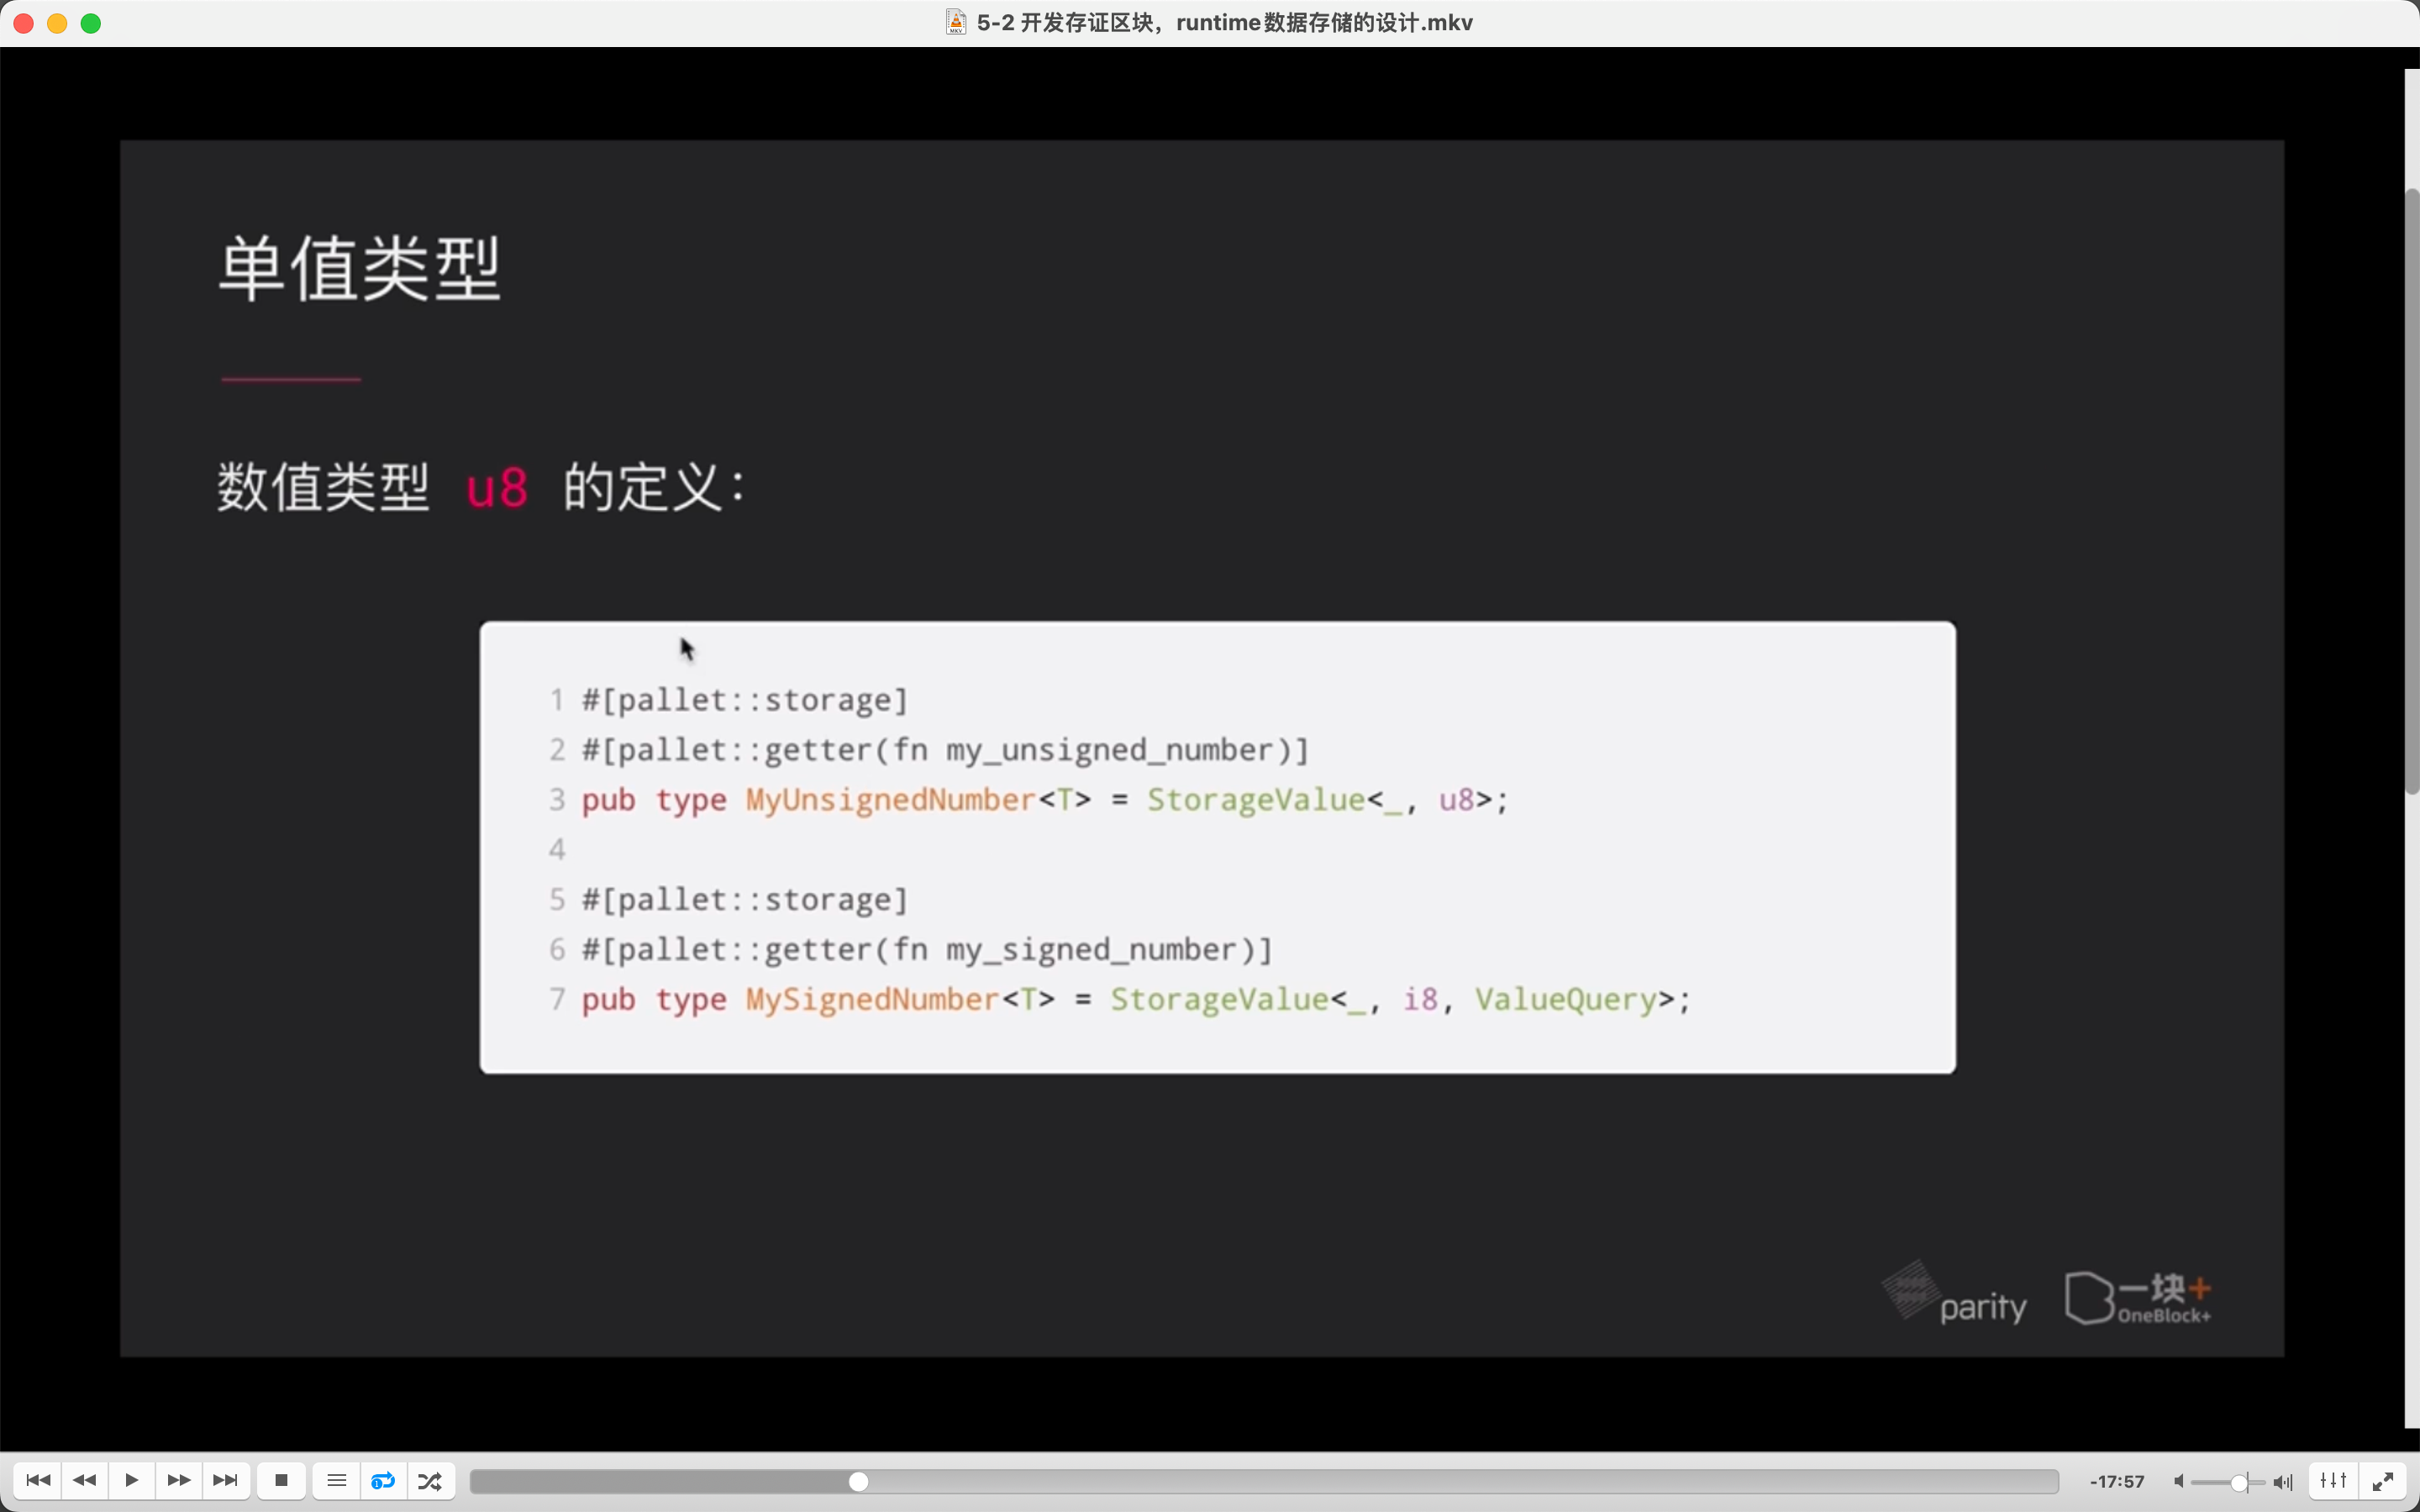 5-2 开发存证区块，runtime数据存储的设计.mkv
单值类型
数值类型 u8 的定义：
1 #[pallet::storage]
2 #[pallet::getter(fn my_unsigned_number)]
3 pub type MyUnsignedNumber<T> = StorageValue<_, u8>;
4
5 #[pallet::storage]
6 #[pallet::getter(fn my_signed_number)]
7 pub type MySignedNumber<T> = StorageValue<_, i8, ValueQuery>;
parity
一块+
OneBlock+
-17:57